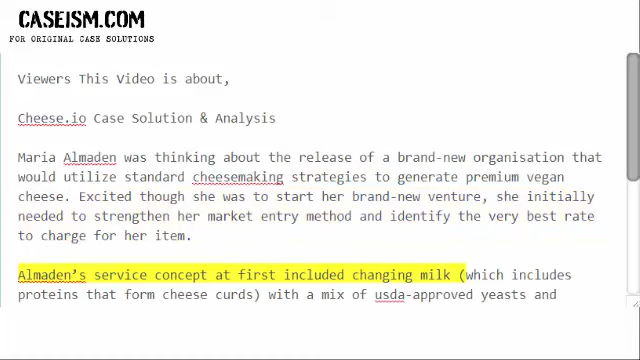 CASEISM.COM
FOR ORIGINAL CASE SOLUTIONS
Viewers This Video is about,
Cheese.io Case Solution & Analysis
Maria Almaden was thinking about the release of a brand-new organisation that
would utilize standard cheesemaking strategies to generate premium vegan
cheese. Excited though she was to start her brand-new venture, she initially
needed to strengthen her market entry method and identify the very best rate
to charge for her item.
Almaden’s service concept at first included changing milk (which includes
proteins that form cheese curds) with a mix of usda-approved yeasts and